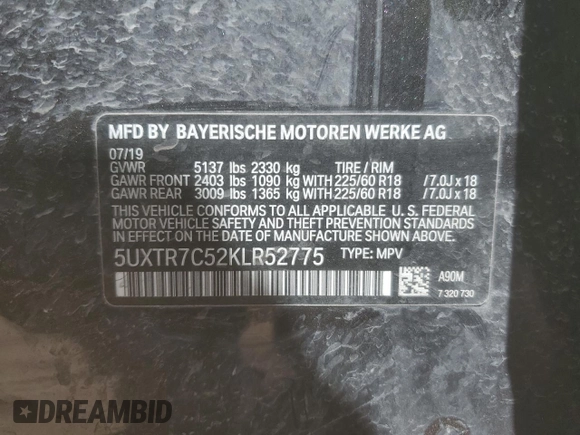 MFD BY BAYERISCHE MOTOREN WERKE AG
07/19
GVWR 5137 lbs 2330 kg TIRE / RIM
GAWR FRONT 2403 lbs 1090 kg WITH 225/60 R18 /7.0J x 18
GAWR REAR 3009 lbs 1365 kg WITH 225/60 R18 /7.0J x 18
THIS VEHICLE CONFORMS TO ALL APPLICABLE U. S. FEDERAL
MOTOR VEHICLE SAFETY AND THEFT PREVENTION STANDARDS
IN EFFECT ON THE DATE OF MANUFACTURE SHOWN ABOVE.
5UXTR7C52KLR52775 TYPE: MPV
A90M
7 320 730
DREAMBID